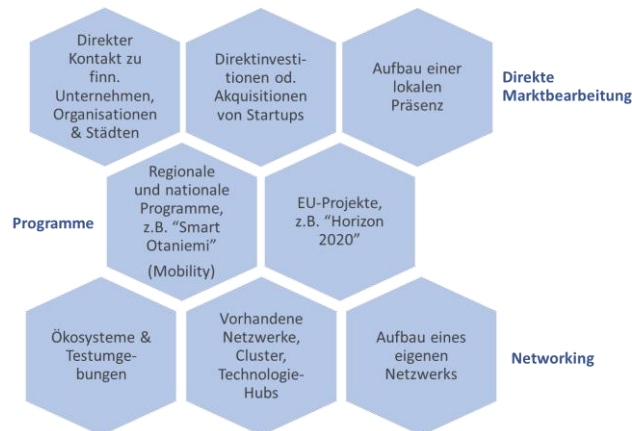 Direkter
Kontakt zu
finn.
Unternehmen,
Organisationen
& Städten
Direktinvesti-
tionen od.
Akquisitionen
von Startups
Aufbau einer
lokalen
Präsenz
Direkte
Marktbearbeitung
Programme
Regionale
und nationale
Programme,
z.B. “Smart
Otaniemi”
(Mobility)
EU-Projekte,
z.B. “Horizon
2020”
Ökosysteme &
Testumge-
bungen
Vorhandene
Netzwerke,
Cluster,
Technologie-
Hubs
Aufbau eines
eigenen
Netzwerks
Networking